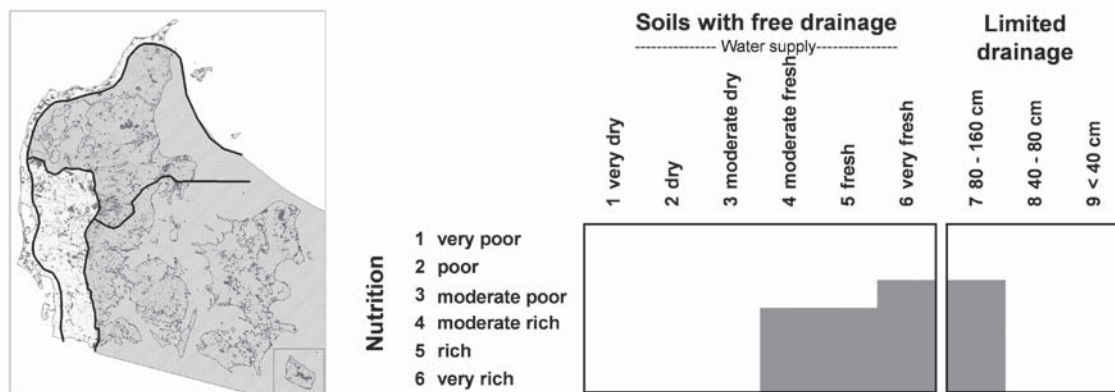 Soils with free drainage
Water supply
Limited
drainage
1 very dry
2 dry
3 moderate dry
4 moderate fresh
5 fresh
6 very fresh
7 80 - 160 cm
8 40 - 80 cm
9 < 40 cm
Nutrition
1 very poor
2 poor
3 moderate poor
4 moderate rich
5 rich
6 very rich